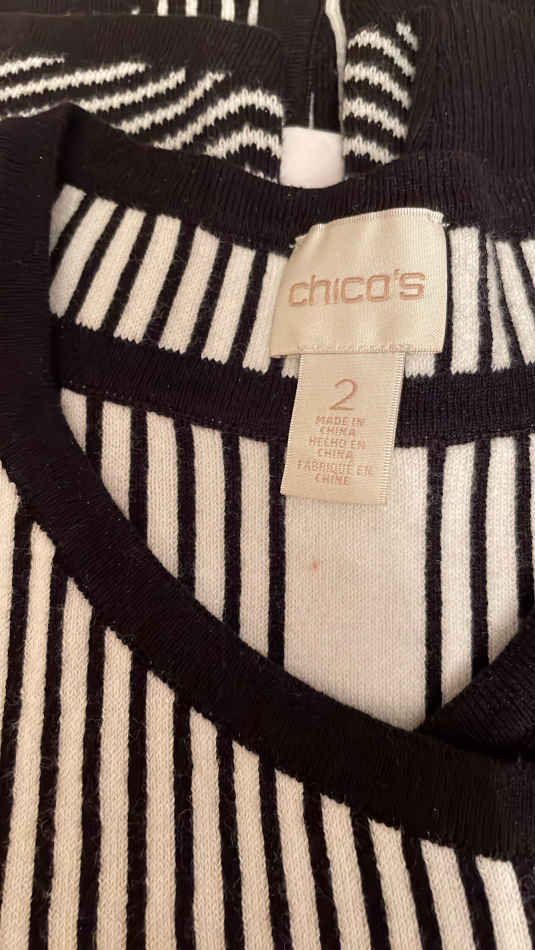 chico's
2
MADE IN
CHINA
HECHO EN
CHINA
FABRIQUÉ EN
CHINE